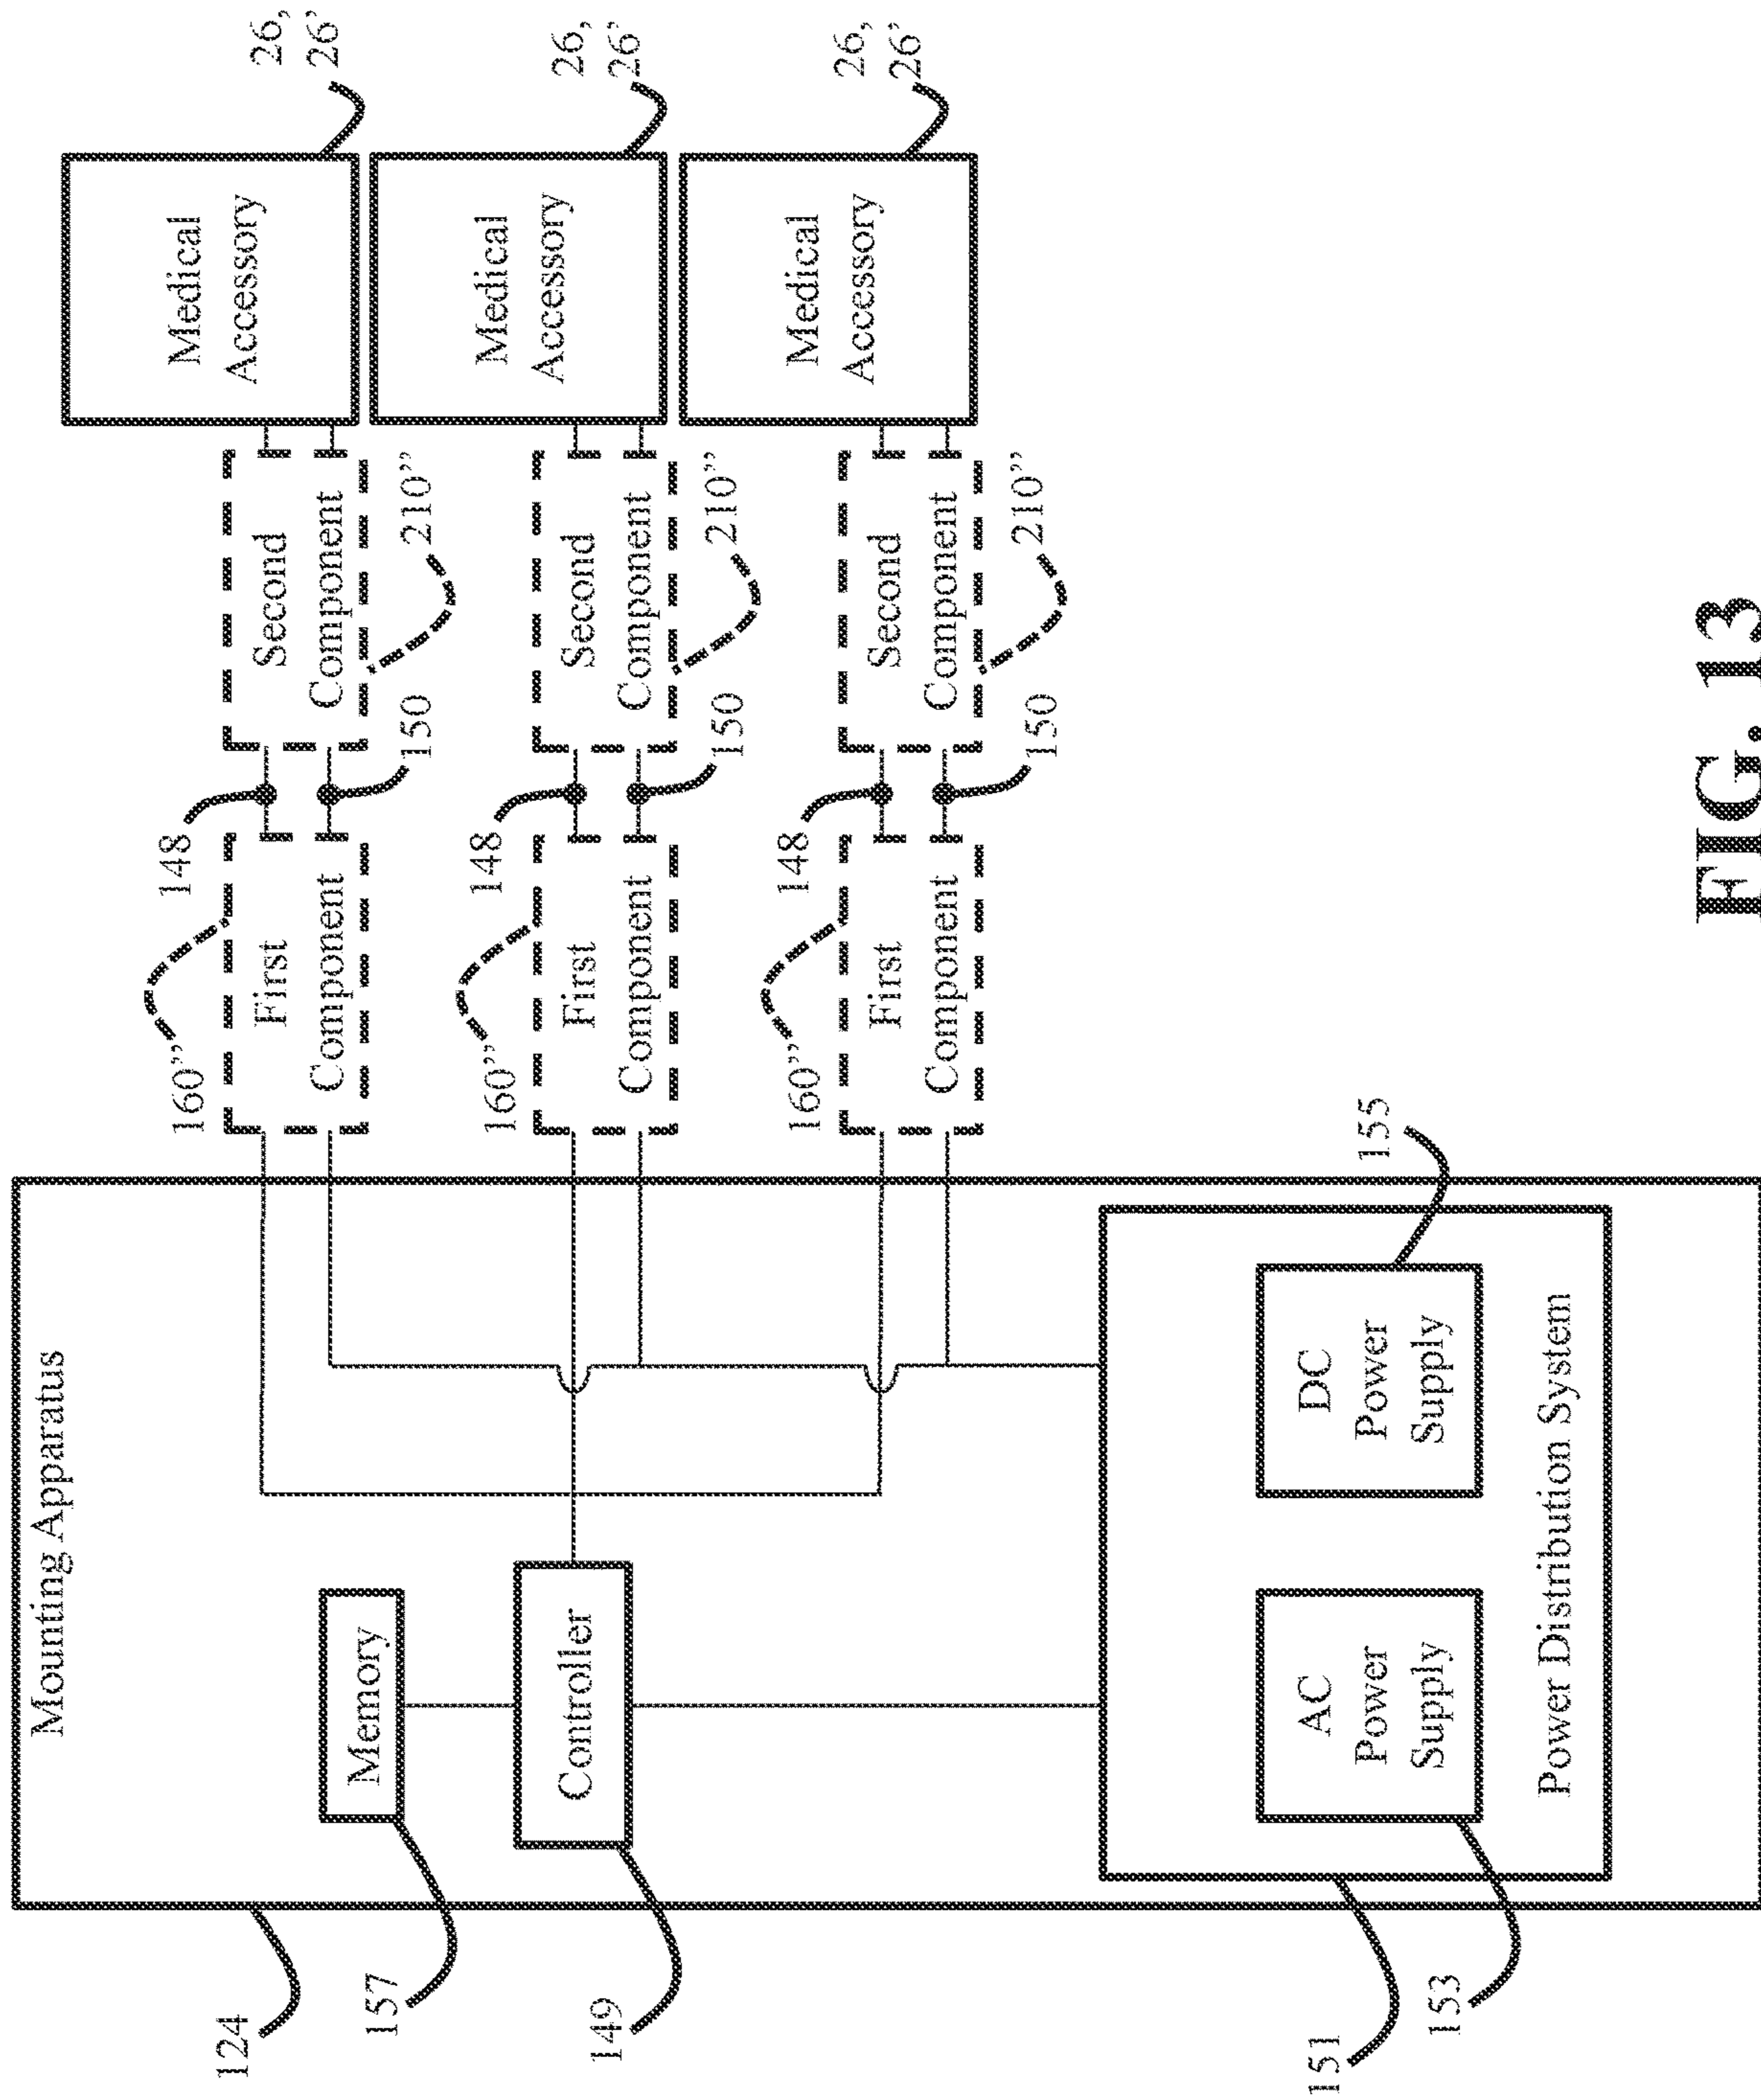 Mounting Apparatus
124
Memory
157
Controller
149
AC
Power
Supply
DC
Power
Supply
Power Distribution System
151
153
155
160”
First
Component
148
150
Second
Component
210”
Medical
Accessory
26,
26’
160”
First
Component
148
150
Second
Component
210”
Medical
Accessory
26,
26’
160”
First
Component
148
150
Second
Component
210”
Medical
Accessory
26,
26’
FIG. 13